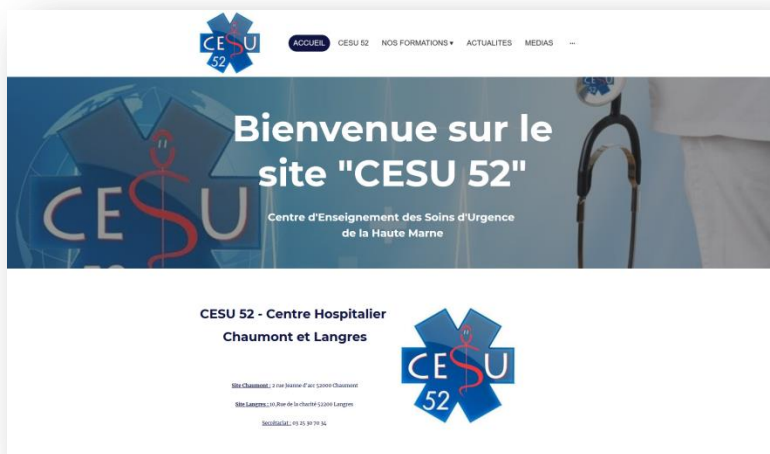 CESU
52
ACCUEIL CESU 52 NOS FORMATIONS ▾ ACTUALITES MEDIAS ...
Bienvenue sur le
site "CESU 52"
Centre d'Enseignement des Soins d'Urgence
de la Haute Marne
CESU
CESU 52 - Centre Hospitalier
Chaumont et Langres
Site Chaumont : 2 rue Jeanne d'arc 52000 Chaumont
Site Langres : 10,Rue de la charité 52200 Langres
Secrétariat : 03 25 30 70 34
CESU
52